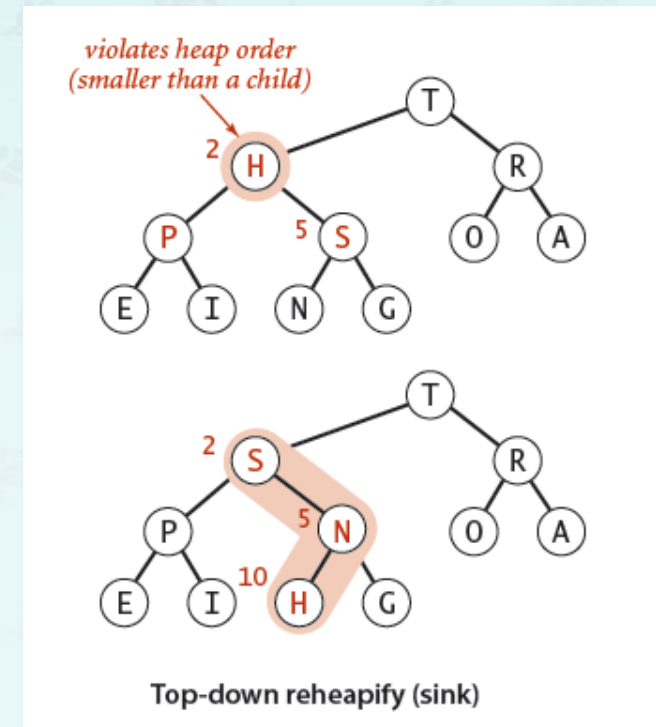 violates heap order
(smaller than a child)
T
2 H R
P 5 S O A
E I N G
T
2 S R
P 5 N O A
E I 10 H G
Top-down reheapify (sink)